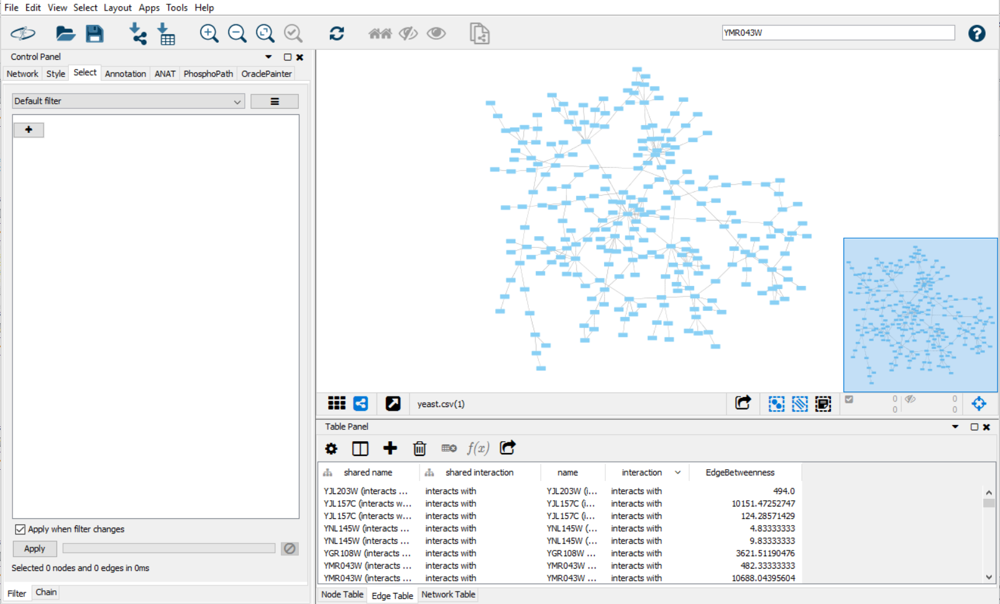 File Edit View Select Layout Apps Tools Help
YMR043W
Control Panel
Network Style Select Annotation ANAT PhosphoPath OraclePainter
Default filter
Apply when filter changes
Apply
Selected 0 nodes and 0 edges in 0ms
Filter Chain
yeast.csv(1)
0 0
0 0
Table Panel
f(x)
shared name shared interaction name interaction EdgeBetweenness
YJL203W (interacts ... interacts with YJL203W (i... interacts with 494.0
YJL157C (interacts w... interacts with YJL157C (i... interacts with 10151.47252747
YJL157C (interacts w... interacts with YJL157C (i... interacts with 124.28571429
YNL145W (interacts ... interacts with YNL145W (... interacts with 4.83333333
YNL145W (interacts ... interacts with YNL145W (... interacts with 9.83333333
YGR108W (interacts ... interacts with YGR108W ... interacts with 3621.51190476
YMR043W (interacts ... interacts with YMR043W ... interacts with 482.33333333
YMR043W (interacts ... interacts with YMR043W ... interacts with 10688.04395604
Node Table Edge Table Network Table